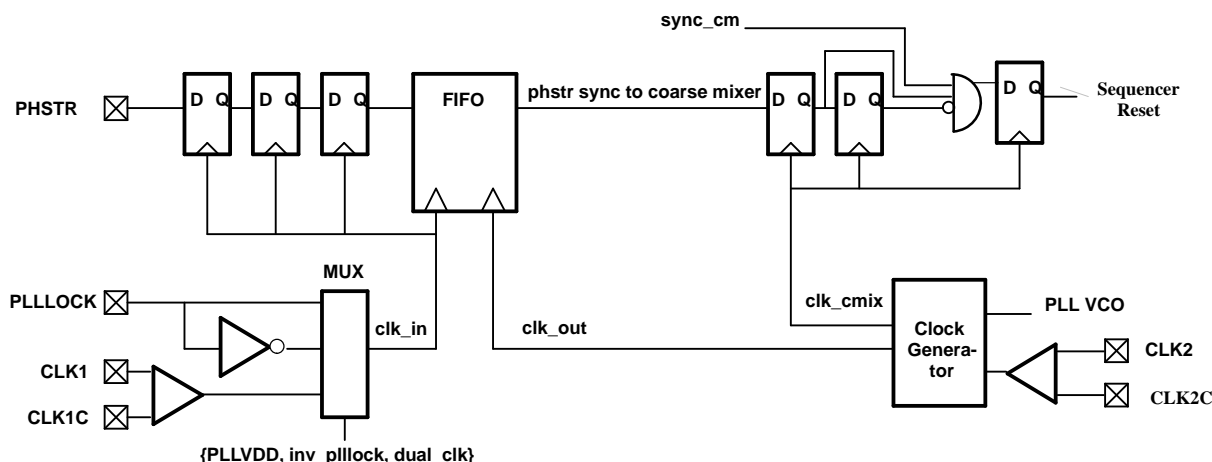 sync_cm
PHSTR
D Q
D Q
D Q
FIFO
phstr sync to coarse mixer
D Q
D Q
D Q
Sequencer
Reset
MUX
PLLLOCK
clk_in
clk_out
clk_cmix
PLL VCO
Clock
Genera-
tor
CLK1
CLK1C
CLK2
CLK2C
{PLLVDD, inv_plllock, dual_clk}